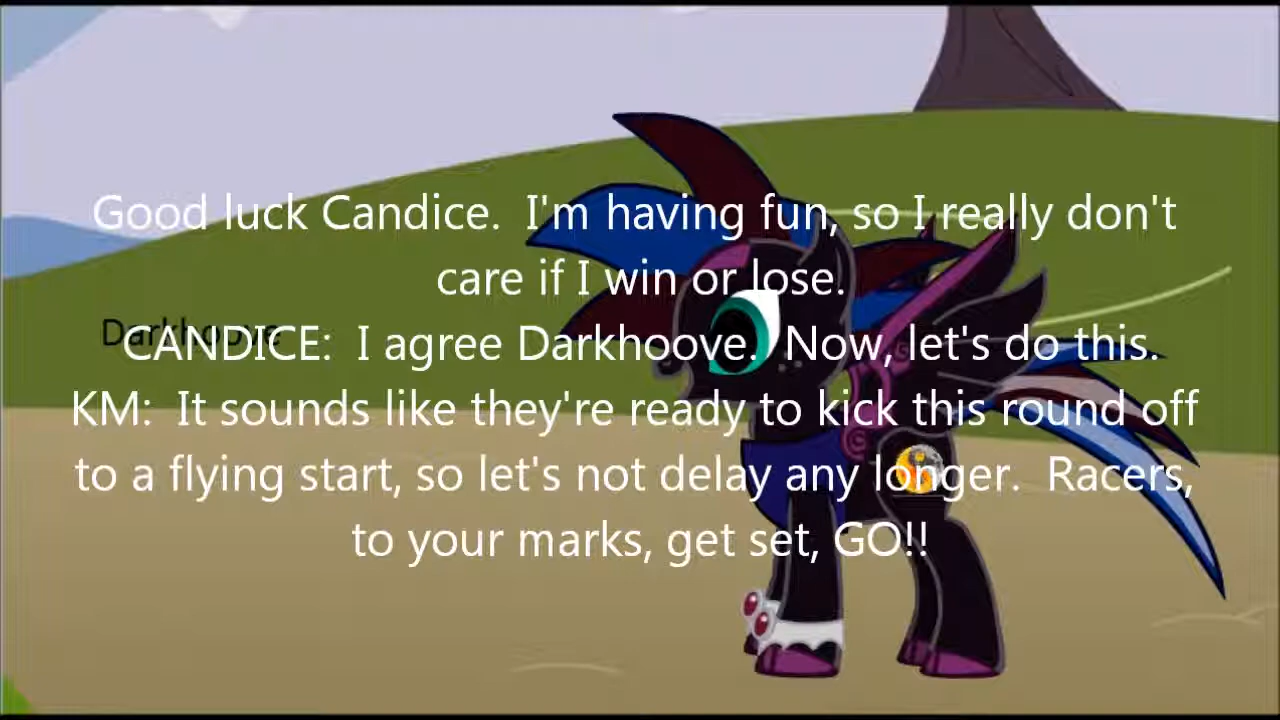 Good luck Candice.  I'm having fun, so I really don't
care if I win or lose.
Darkhoove
CANDICE:  I agree Darkhoove.  Now, let's do this.
KM:  It sounds like they're ready to kick this round off
to a flying start, so let's not delay any longer.  Racers,
to your marks, get set, GO!!